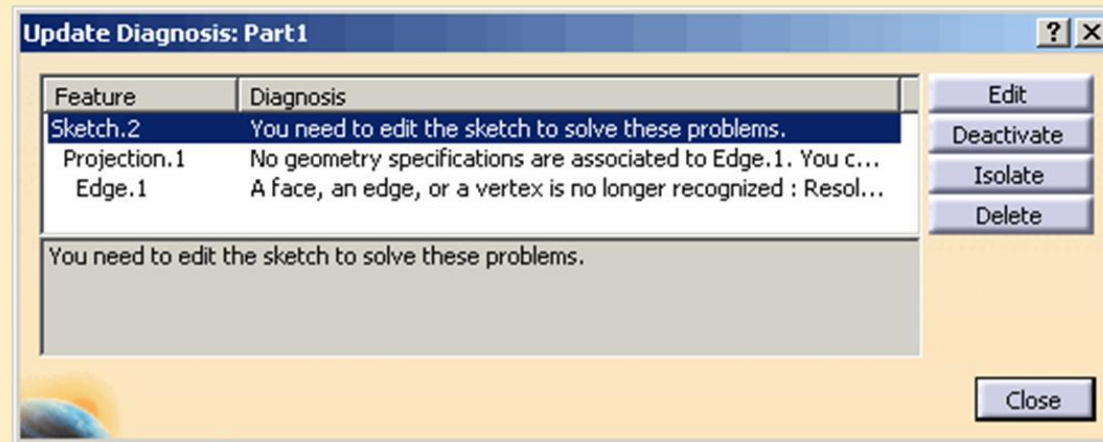 Update Diagnosis: Part1
Feature Diagnosis
Sketch.2 You need to edit the sketch to solve these problems.
Projection.1 No geometry specifications are associated to Edge.1. You c...
Edge.1 A face, an edge, or a vertex is no longer recognized : Resol...
You need to edit the sketch to solve these problems.
Edit
Deactivate
Isolate
Delete
Close